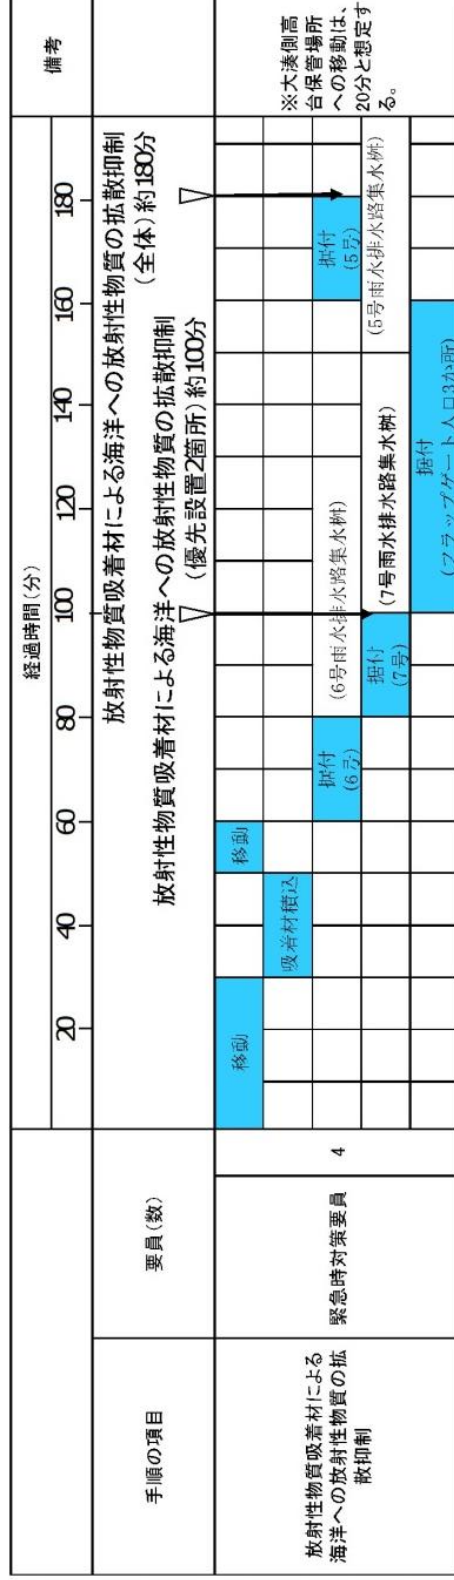 経過時間(分)
備考
20
40
60
80
100
120
140
160
180
手順の項目
要員(数)
放射性物質吸着材による海洋への放射性物質の拡散抑制
(全体)約180分
放射性物質吸着材による海洋への放射性物質の拡散抑制
(優先設置2箇所)約100分
放射性物質吸着材による
海洋への放射性物質の拡
散抑制
緊急時対策要員
4
移動
移動
吸着材積込
据付
(6号)
(6号雨水排水路集水桝)
据付
(5号)
据付
(7号)
(7号雨水排水路集水桝)
(5号雨水排水路集水桝)
据付
(フラップゲート入口3か所)
※大湊側高
台保管場所
への移動は、
20分と想定す
る。